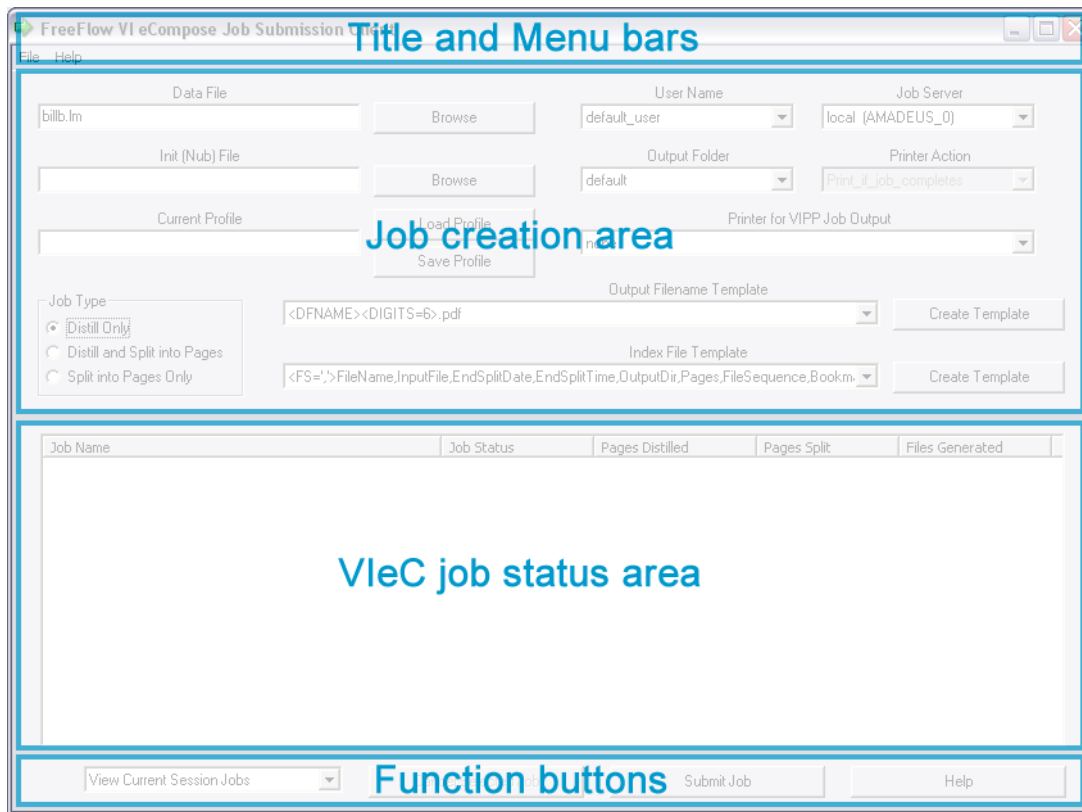 FreeFlow VI eCompose Job Submission Client
Title and Menu bars
File Help
Data File User Name Job Server
billb.lm Browse default_user local (AMADEUS_0)
Init (Nub) File Output Folder Printer Action
Browse default Print_if_job_completes
Current Profile Load Profile Printer for VIPP Job Output
Job creation area
Save Profile
Job Type Output Filename Template
Distill Only <DFNAME><DIGITS=6>.pdf Create Template
Distill and Split into Pages Index File Template
Split into Pages Only <FS=','>FileName,InputFile,EndSplitDate,EndSplitTime,OutputDir,Pages,FileSequence,Bookm Create Template
Job Name Job Status Pages Distilled Pages Split Files Generated
VIeC job status area
View Current Session Jobs Submit Job Help
Function buttons